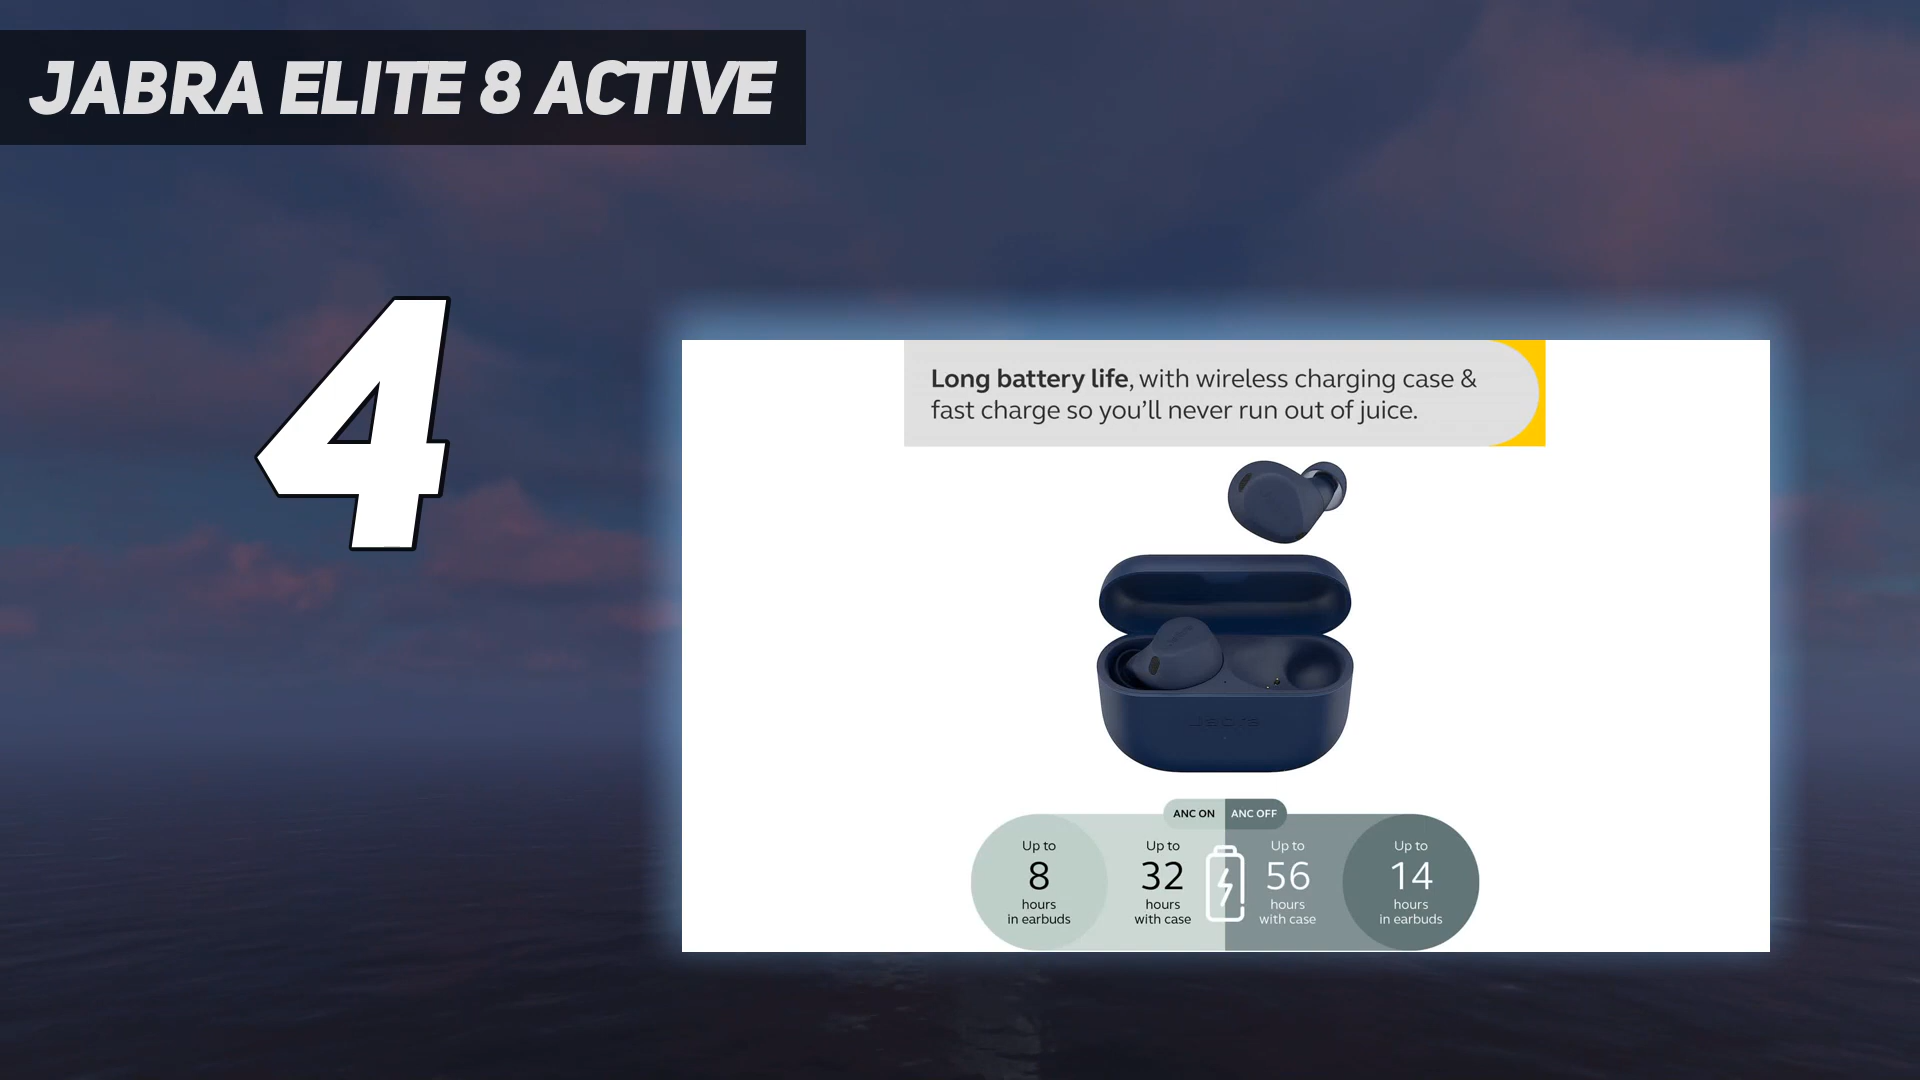 JABRA ELITE 8 ACTIVE
4
Long battery life, with wireless charging case &
fast charge so you'll never run out of juice.
Jabra
ANC ON ANC OFF
Up to
8
hours
in earbuds
Up to
32
hours
with case
Up to
56
hours
with case
Up to
14
hours
in earbuds